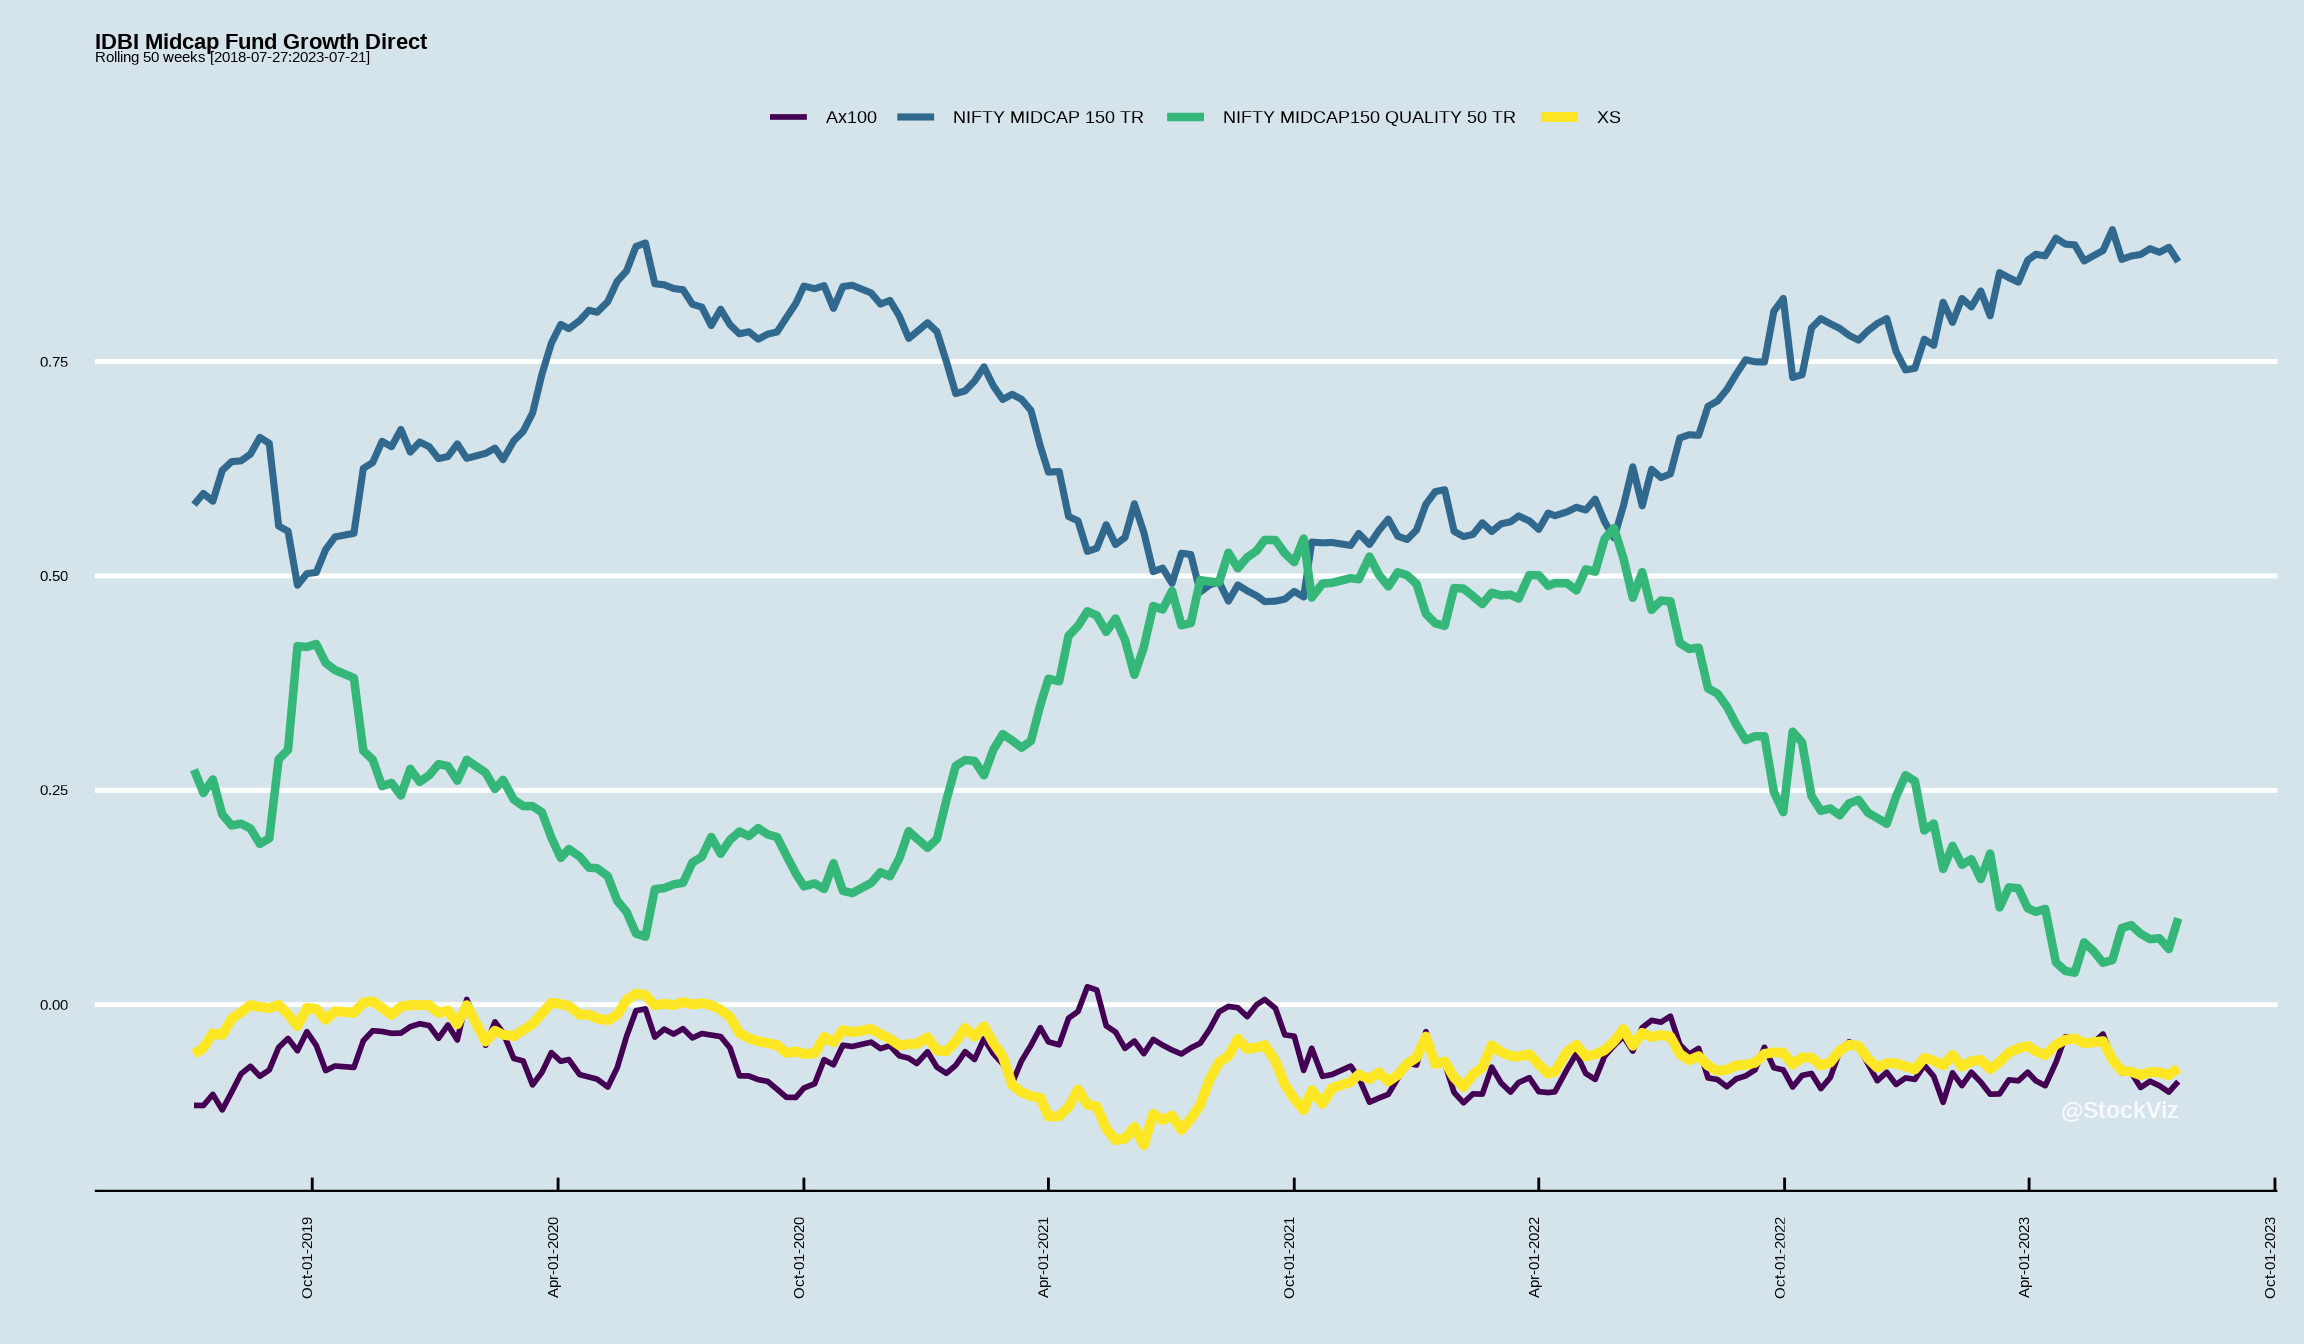 IDBI Midcap Fund Growth Direct
Rolling 50 weeks [2018-07-27:2023-07-21]
Ax100 NIFTY MIDCAP 150 TR NIFTY MIDCAP150 QUALITY 50 TR XS
0.75
0.50
0.25
0.00
@StockViz
Oct-01-2019
Apr-01-2020
Oct-01-2020
Apr-01-2021
Oct-01-2021
Apr-01-2022
Oct-01-2022
Apr-01-2023
Oct-01-2023